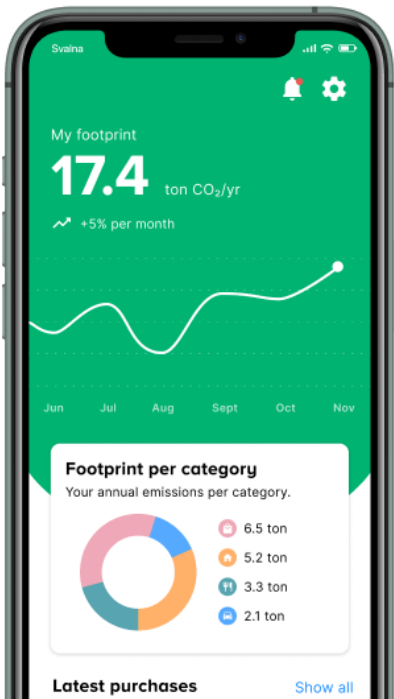 Svalna
My footprint
17.4 ton CO₂/yr
+5% per month
Jun Jul Aug Sept Oct Nov
Footprint per category
Your annual emissions per category.
6.5 ton
5.2 ton
3.3 ton
2.1 ton
Latest purchases Show all